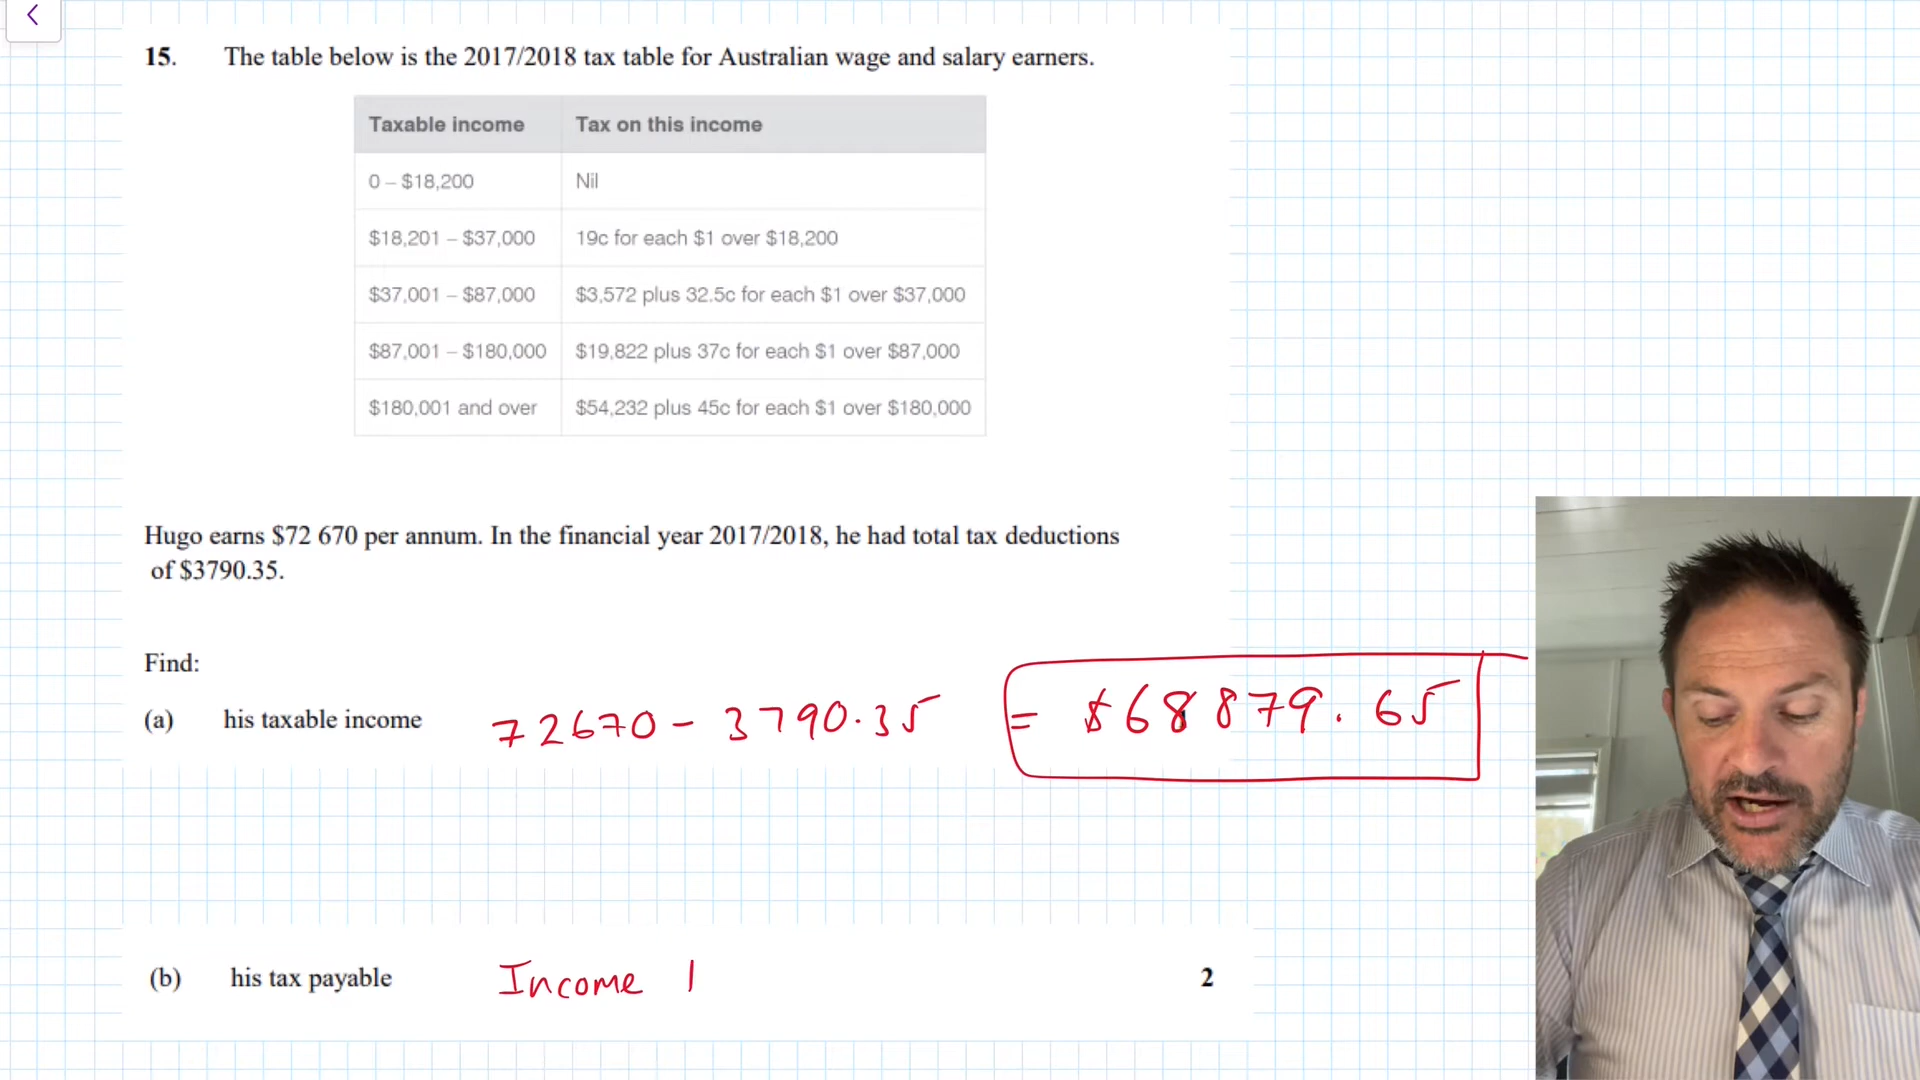 15. The table below is the 2017/2018 tax table for Australian wage and salary earners.
Taxable income Tax on this income
0 – $18,200 Nil
$18,201 – $37,000 19c for each $1 over $18,200
$37,001 – $87,000 $3,572 plus 32.5c for each $1 over $37,000
$87,001 – $180,000 $19,822 plus 37c for each $1 over $87,000
$180,001 and over $54,232 plus 45c for each $1 over $180,000
Hugo earns $72 670 per annum. In the financial year 2017/2018, he had total tax deductions
of $3790.35.
Find:
(a) his taxable income 72670 - 3790.35 = $68879.65
(b) his tax payable Income 2